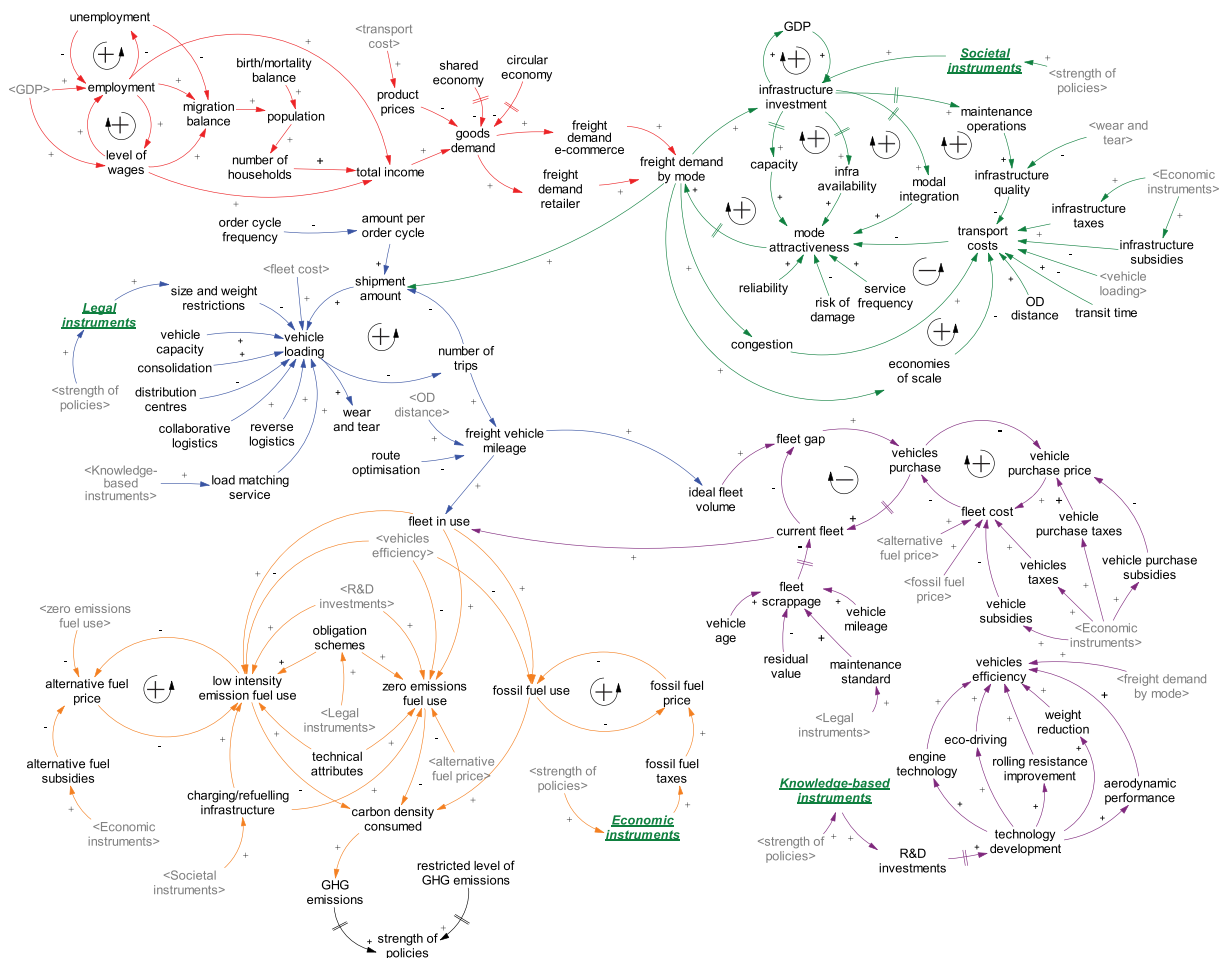 unemployment
<GDP>
employment
migration
balance
level of
wages
birth/mortality
balance
population
number of
households
total income
<transport
cost>
product
prices
shared
economy
circular
economy
goods
demand
freight
demand
e-commerce
freight
demand
retailer
freight demand
by mode
GDP
infrastructure
investment
Societal
instruments
<strength of
policies>
maintenance
operations
<wear and
tear>
capacity
infra
availability
modal
integration
infrastructure
quality
<Economic
instruments>
infrastructure
taxes
infrastructure
subsidies
mode
attractiveness
transport
costs
<vehicle
loading>
reliability
risk of
damage
service
frequency
OD
distance
transit time
congestion
economies
of scale
order cycle
frequency
amount per
order cycle
<fleet cost>
shipment
amount
Legal
instruments
size and weight
restrictions
vehicle
capacity
consolidation
vehicle
loading
number of
trips
<strength of
policies>
distribution
centres
collaborative
logistics
reverse
logistics
wear
and tear
<OD
distance>
freight vehicle
mileage
route
optimisation
<Knowledge-
based
instruments>
load matching
service
ideal fleet
volume
fleet gap
vehicles
purchase
vehicle
purchase price
fleet in use
<vehicles
efficiency>
current fleet
fleet cost
<alternative
fuel price>
<fossil fuel
price>
vehicle
purchase taxes
vehicle purchase
subsidies
vehicles
taxes
vehicle
subsidies
<Economic
instruments>
fleet
scrappage
vehicle
age
residual
value
vehicle
mileage
maintenance
standard
<Legal
instruments>
<zero emissions
fuel use>
<R&D
investments>
obligation
schemes
alternative fuel
price
low intensity
emission fuel use
zero emissions
fuel use
fossil fuel use
fossil fuel
price
<Legal
instruments>
technical
attributes
<alternative
fuel price>
alternative fuel
subsidies
<Economic
instruments>
charging/refuelling
infrastructure
<Societal
instruments>
carbon density
consumed
<strength of
policies>
fossil fuel
taxes
Economic
instruments
GHG
emissions
restricted level of
GHG emissions
strength of
policies
vehicles
efficiency
<freight demand
by mode>
weight
reduction
eco-driving
engine
technology
rolling resistance
improvement
aerodynamic
performance
Knowledge-based
instruments
<strength of
policies>
R&D
investments
technology
development